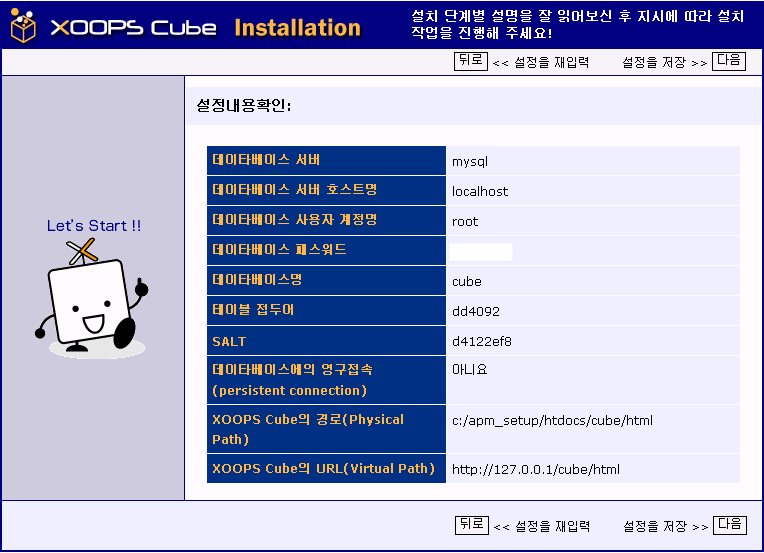 XOOPS Cube Installation
설치 단계별 설명을 잘 읽어보신 후 지시에 따라 설치
작업을 진행해 주세요!
뒤로 << 설정을 재입력 설정을 저장 >> 다음
설정내용확인:
데이타베이스 서버 mysql
데이타베이스 서버 호스트명 localhost
데이타베이스 사용자 계정명 root
데이타베이스 패스워드
데이타베이스명 cube
테이블 접두어 dd4092
SALT d4122ef8
데이타베이스에의 영구접속 아니요
(persistent connection)
XOOPS Cube의 경로(Physical c:/apm_setup/htdocs/cube/html
Path)
XOOPS Cube의 URL(Virtual Path) http://127.0.0.1/cube/html
Let's Start !!
뒤로 << 설정을 재입력 설정을 저장 >> 다음